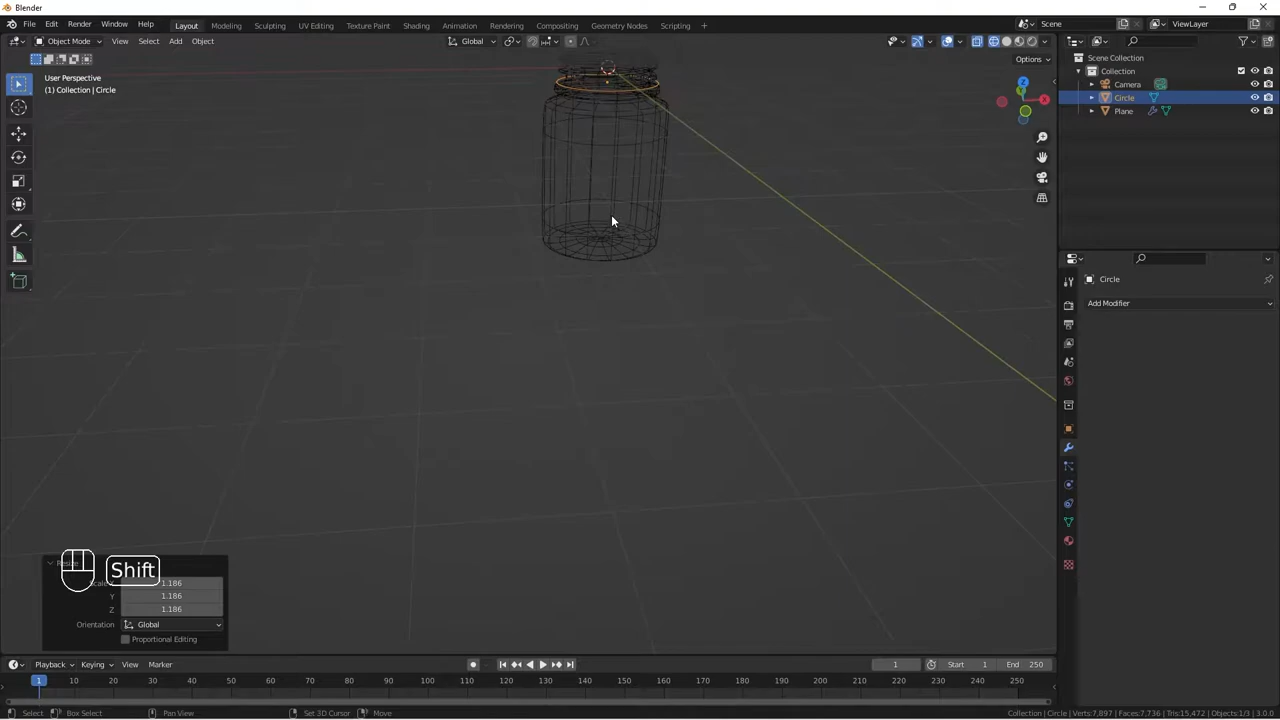 Blender
File Edit Render Window Help Layout Modeling Sculpting UV Editing Texture Paint Shading Animation Rendering Compositing Geometry Nodes Scripting + Scene ViewLayer
Object Mode View Select Add Object Global
Options
User Perspective
(1) Collection | Circle
X
Scene Collection
Collection
Camera
Circle
Plane
Circle
Add Modifier
Shift
1.186
Y 1.186
Z 1.186
Orientation Global
Proportional Editing
Playback Keying View Marker 1 Start 1 End 250
1 10 20 30 40 50 60 70 80 90 100 110 120 130 140 150 160 170 180 190 200 210 220 230 240 250
Select Box Select Pan View Set 3D Cursor Move Collection | Circle | Verts:7,897 | Faces:7,736 | Tris:15,472 | Objects:1/3 | 3.0.0